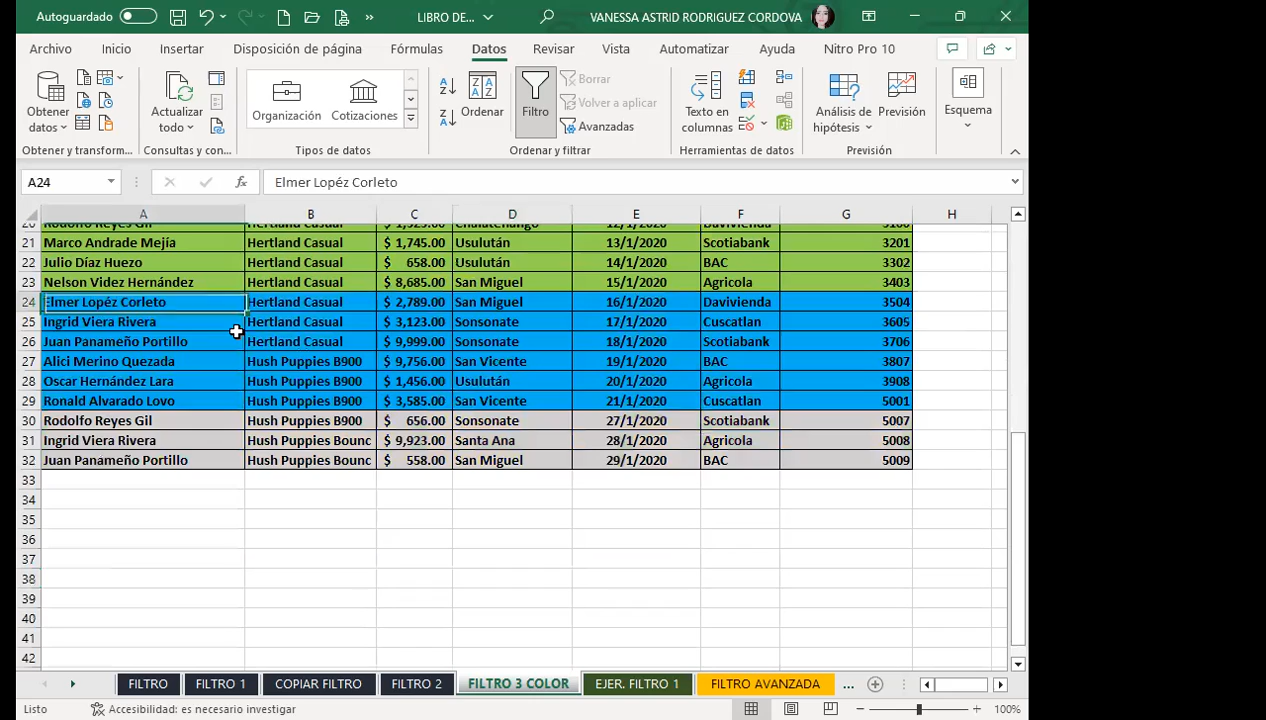 Autoguardado LIBRO DE... VANESSA ASTRID RODRIGUEZ CORDOVA
Archivo Inicio Insertar Disposición de página Fórmulas Datos Revisar Vista Automatizar Ayuda Nitro Pro 10
Obtener datos
Actualizar todo
Organización Cotizaciones
Ordenar
Filtro
Borrar
Volver a aplicar
Avanzadas
Texto en columnas
Análisis de hipótesis
Previsión
Esquema
Obtener y transform... Consultas y con... Tipos de datos Ordenar y filtrar Herramientas de datos Previsión
A24 fx Elmer Lopéz Corleto
A B C D E F G H
20 Rodolfo Reyes Gil Hertland Casual Chalatenango 12/1/2020 Davivienda
21 Marco Andrade Mejía Hertland Casual $ 1,745.00 Usulután 13/1/2020 Scotiabank 3201
22 Julio Díaz Huezo Hertland Casual $ 658.00 Usulután 14/1/2020 BAC 3302
23 Nelson Videz Hernández Hertland Casual $ 8,685.00 San Miguel 15/1/2020 Agricola 3403
24 Elmer Lopéz Corleto Hertland Casual $ 2,789.00 San Miguel 16/1/2020 Davivienda 3504
25 Ingrid Viera Rivera Hertland Casual $ 3,123.00 Sonsonate 17/1/2020 Cuscatlan 3605
26 Juan Panameño Portillo Hertland Casual $ 9,999.00 Sonsonate 18/1/2020 Scotiabank 3706
27 Alici Merino Quezada Hush Puppies B900 $ 9,756.00 San Vicente 19/1/2020 BAC 3807
28 Oscar Hernández Lara Hush Puppies B900 $ 1,456.00 Usulután 20/1/2020 Agricola 3908
29 Ronald Alvarado Lovo Hush Puppies B900 $ 3,585.00 San Vicente 21/1/2020 Cuscatlan 5001
30 Rodolfo Reyes Gil Hush Puppies B900 $ 656.00 Sonsonate 27/1/2020 Scotiabank 5007
31 Ingrid Viera Rivera Hush Puppies Bounc $ 9,923.00 Santa Ana 28/1/2020 Agricola 5008
32 Juan Panameño Portillo Hush Puppies Bounc $ 558.00 San Miguel 29/1/2020 BAC 5009
33
34
35
36
37
38
39
40
41
42
FILTRO FILTRO 1 COPIAR FILTRO FILTRO 2 FILTRO 3 COLOR EJER. FILTRO 1 FILTRO AVANZADA ...
Listo Accesibilidad: es necesario investigar 100%